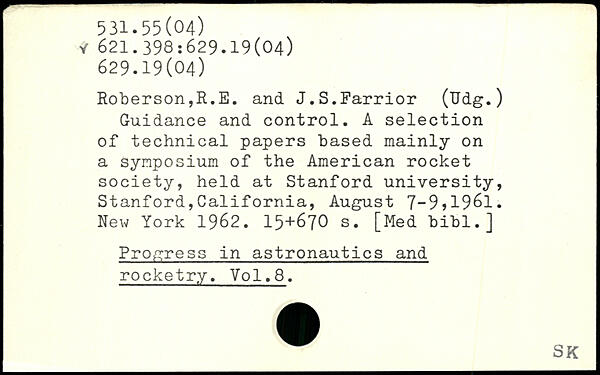 531.55(04)
621.398:629.19(04)
629.19(04)
Roberson,R.E. and J.S.Farrior (Udg.)
Guidance and control. A selection
of technical papers based mainly on
a symposium of the American rocket
society, held at Stanford university,
Stanford,California, August 7-9,1961.
New York 1962. 15+670 s. [Med bibl.]
Progress in astronautics and
rocketry. Vol.8.
SK